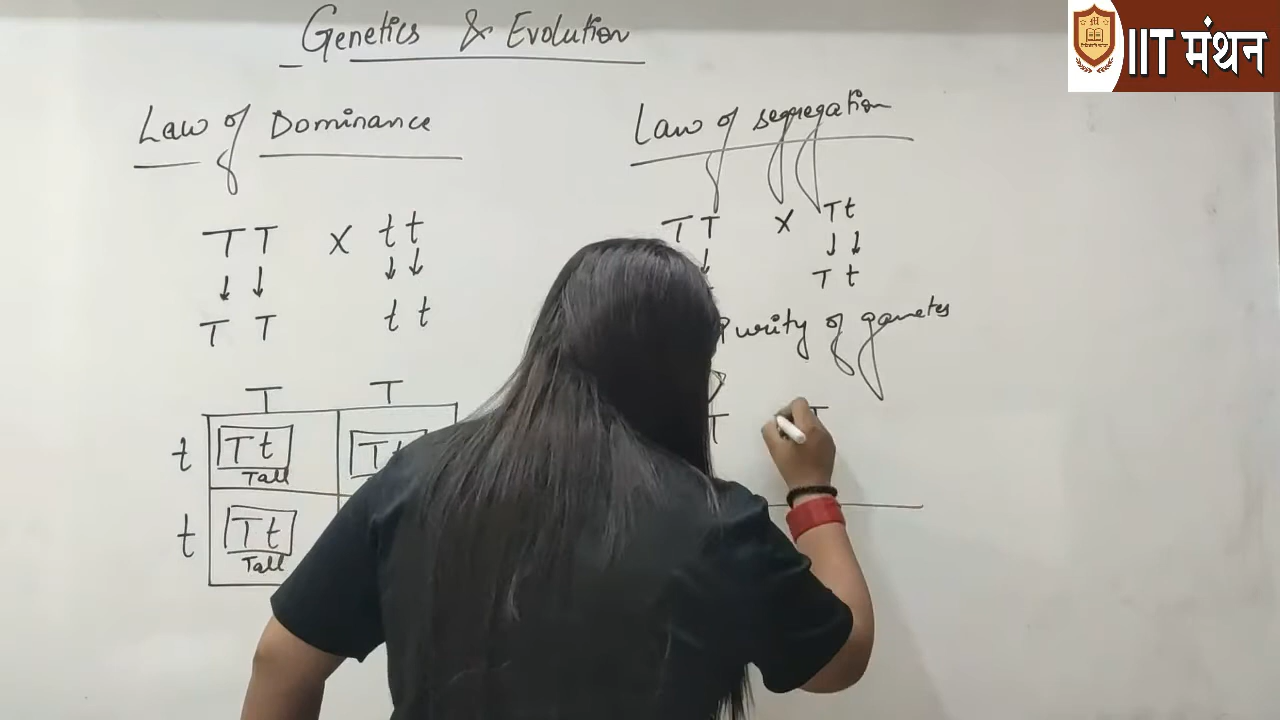 Genetics & Evolution
IIT मंथन
Law of Dominance
TT X tt
T T t t
T T
t Tt Tt
Tall
t Tt
Tall
Law of segregation
TT X Tt
T t
Purity of gametes
T T